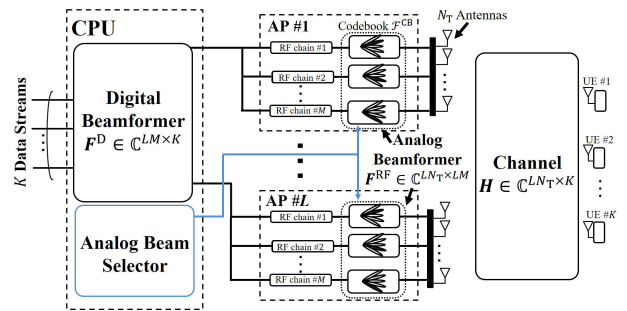 CPU
K Data Streams
Digital
Beamformer
F^D ∈ ℂ^{LM×K}
Analog Beam
Selector
AP #1
Codebook ℱ^CB
RF chain #1
RF chain #2
RF chain #M
N_T Antennas
Analog
Beamformer
F^RF ∈ ℂ^{LN_T×LM}
AP #L
RF chain #1
RF chain #2
RF chain #M
Channel
H ∈ ℂ^{LN_T×K}
UE #1
UE #2
UE #K